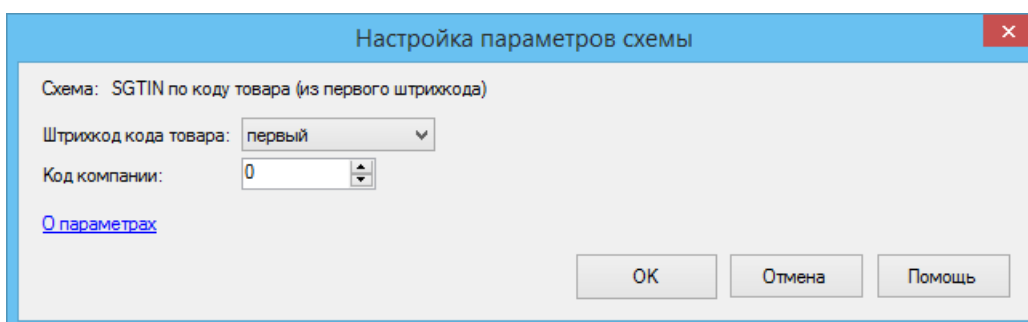 Настройка параметров схемы
Схема: SGTIN по коду товара (из первого штрихкода)
Штрихкод кода товара: первый
Код компании: 0
О параметрах
OK Отмена Помощь